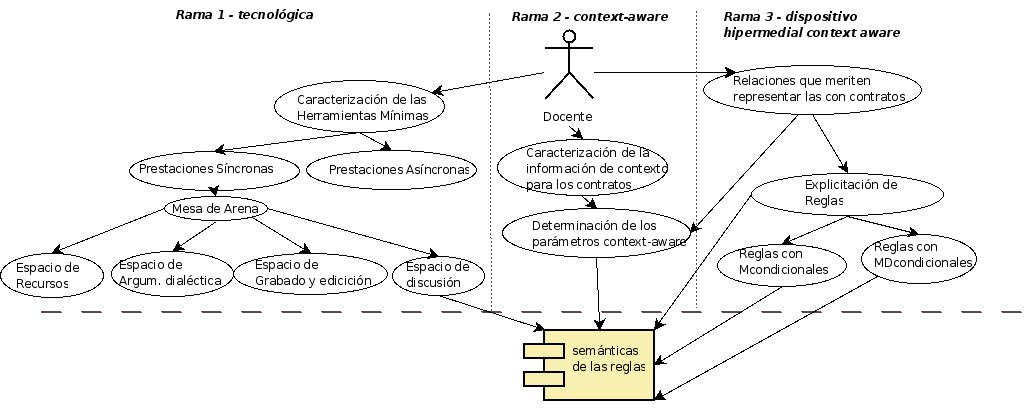 Rama 1 - tecnológica
Rama 2 - context-aware
Rama 3 - dispositivo
hipermedial context aware
Caracterización de las
Herramientas Mínimas
Docente
Relaciones que meriten
representar las con contratos
Prestaciones Síncronas
Prestaciones Asíncronas
Caracterización de la
información de contexto
para los contratos
Explicitación de
Reglas
Mesa de Arena
Determinación de los
parámetros context-aware
Espacio de
Recursos
Espacio de
Argum. dialéctica
Espacio de
Grabado y edicición
Espacio de
discusión
Reglas con
Mcondicionales
Reglas con
MDcondicionales
semánticas
de las reglas